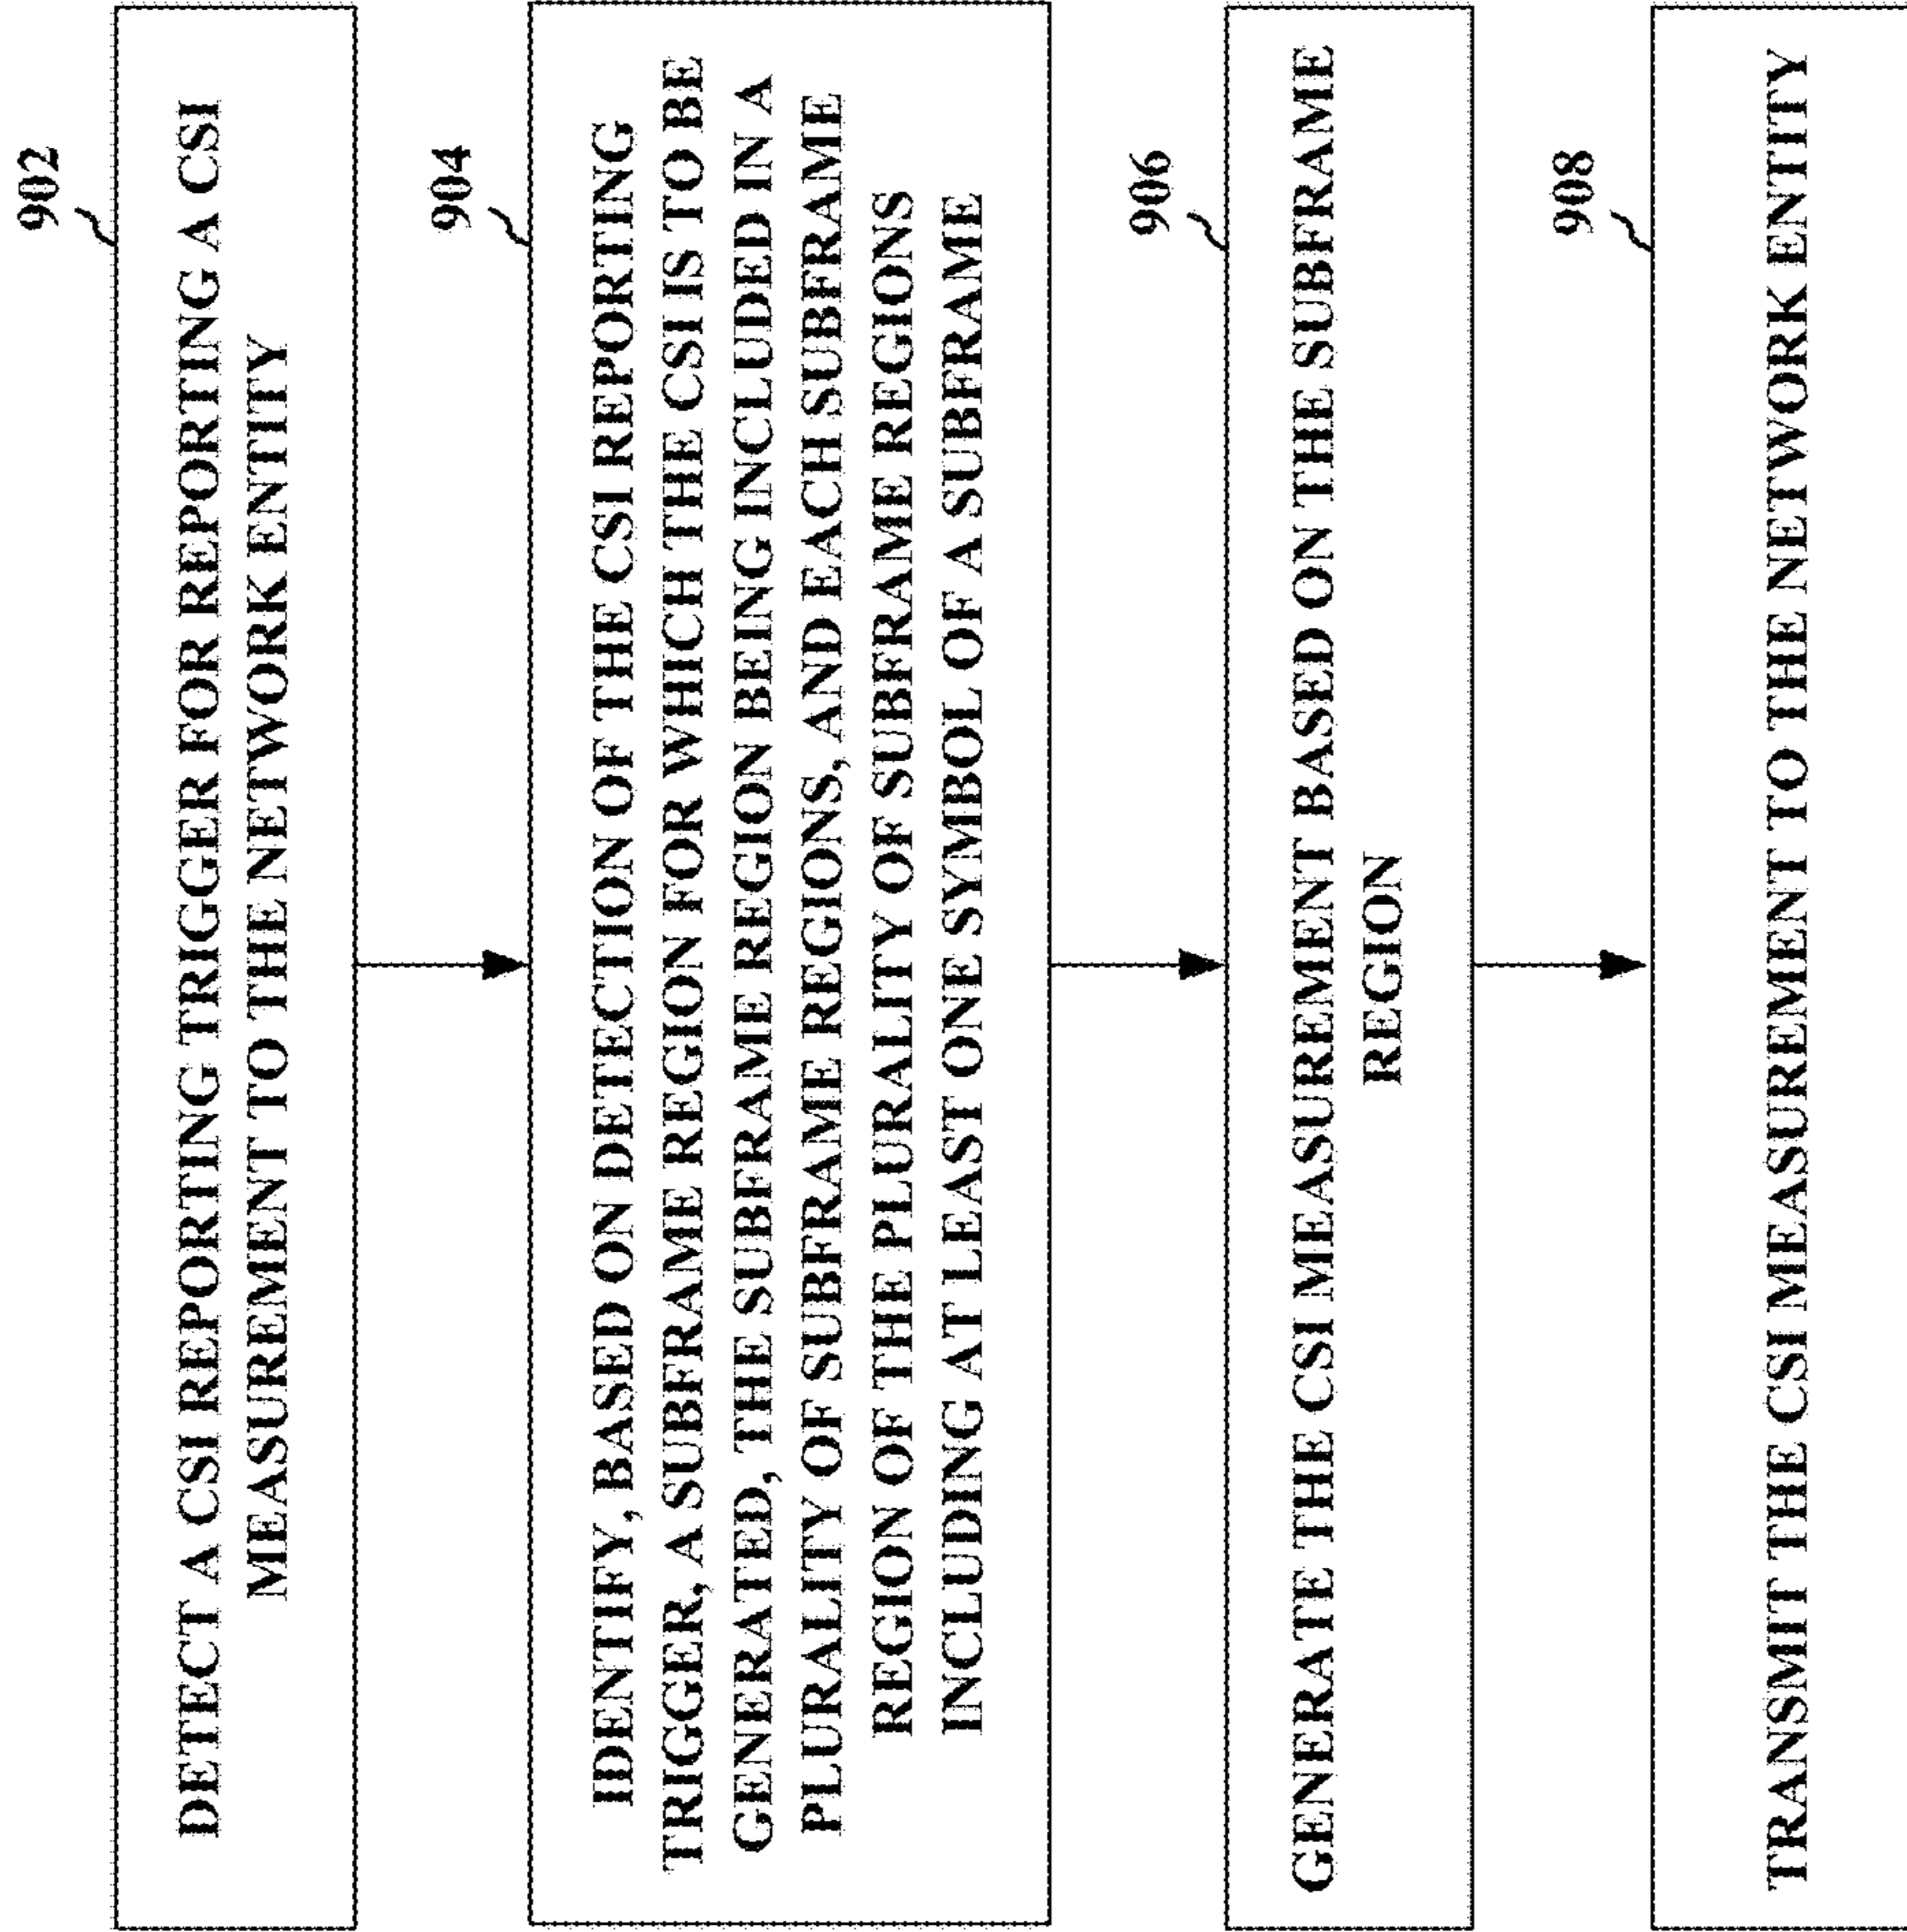 902
DETECT A CSI REPORTING TRIGGER FOR REPORTING A CSI
MEASUREMENT TO THE NETWORK ENTITY
904
IDENTIFY, BASED ON DETECTION OF THE CSI REPORTING
TRIGGER, A SUBFRAME REGION FOR WHICH THE CSI IS TO BE
GENERATED, THE SUBFRAME REGION BEING INCLUDED IN A
PLURALITY OF SUBFRAME REGIONS, AND EACH SUBFRAME
REGION OF THE PLURALITY OF SUBFRAME REGIONS
INCLUDING AT LEAST ONE SYMBOL OF A SUBFRAME
906
GENERATE THE CSI MEASUREMENT BASED ON THE SUBFRAME
REGION
908
TRANSMIT THE CSI MEASUREMENT TO THE NETWORK ENTITY